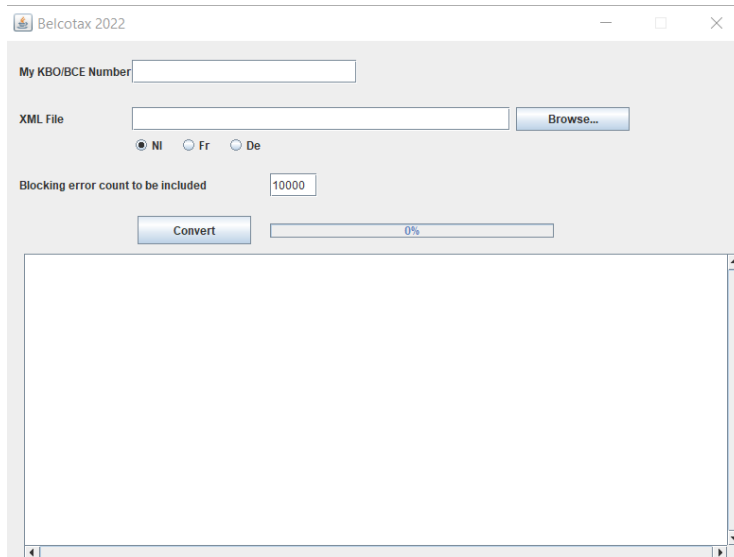 Belcotax 2022
My KBO/BCE Number
XML File Browse...
Nl Fr De
Blocking error count to be included 10000
Convert 0%